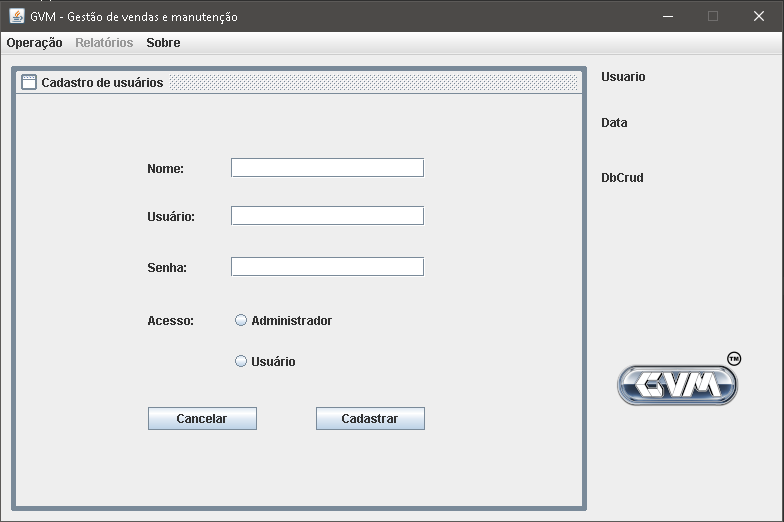 GVM - Gestão de vendas e manutenção
Operação Relatórios Sobre
Cadastro de usuários
Nome:
Usuário:
Senha:
Acesso: Administrador
Usuário
Cancelar Cadastrar
Usuario
Data
DbCrud
GVM TM